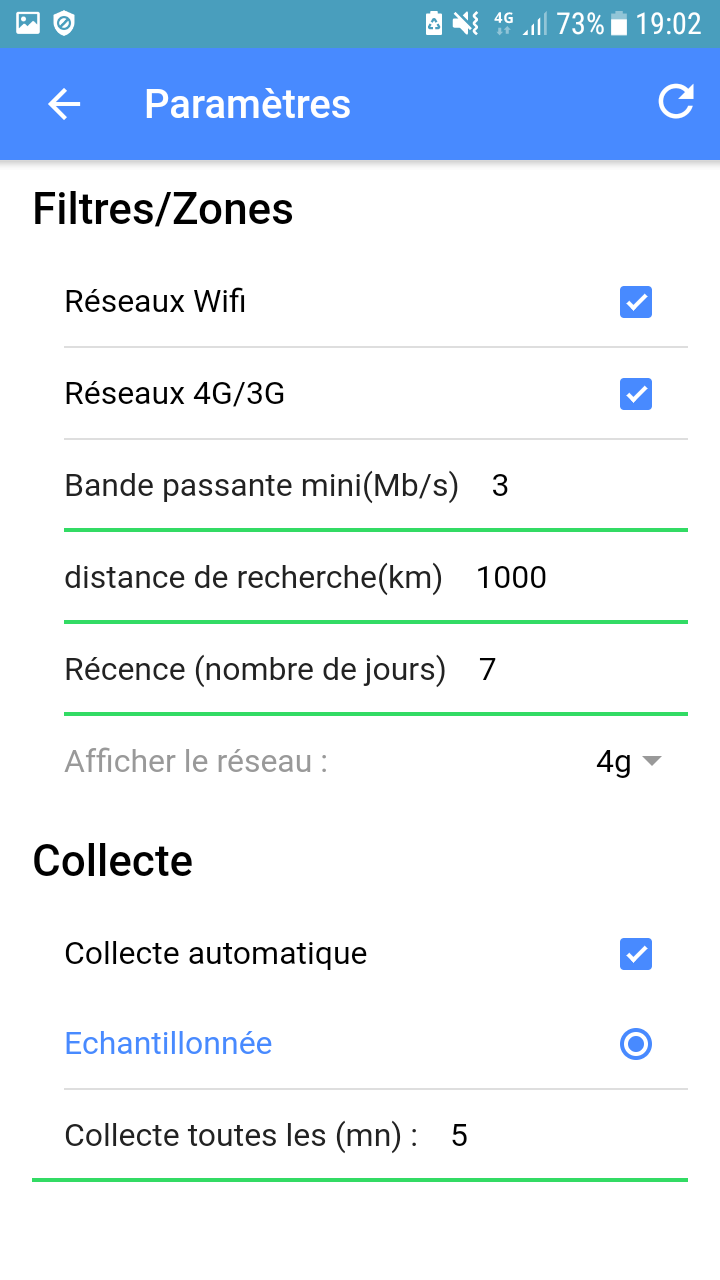 4G 73% 19:02
Paramètres
Filtres/Zones
Réseaux Wifi
Réseaux 4G/3G
Bande passante mini(Mb/s) 3
distance de recherche(km) 1000
Récence (nombre de jours) 7
Afficher le réseau : 4g
Collecte
Collecte automatique
Echantillonnée
Collecte toutes les (mn) : 5